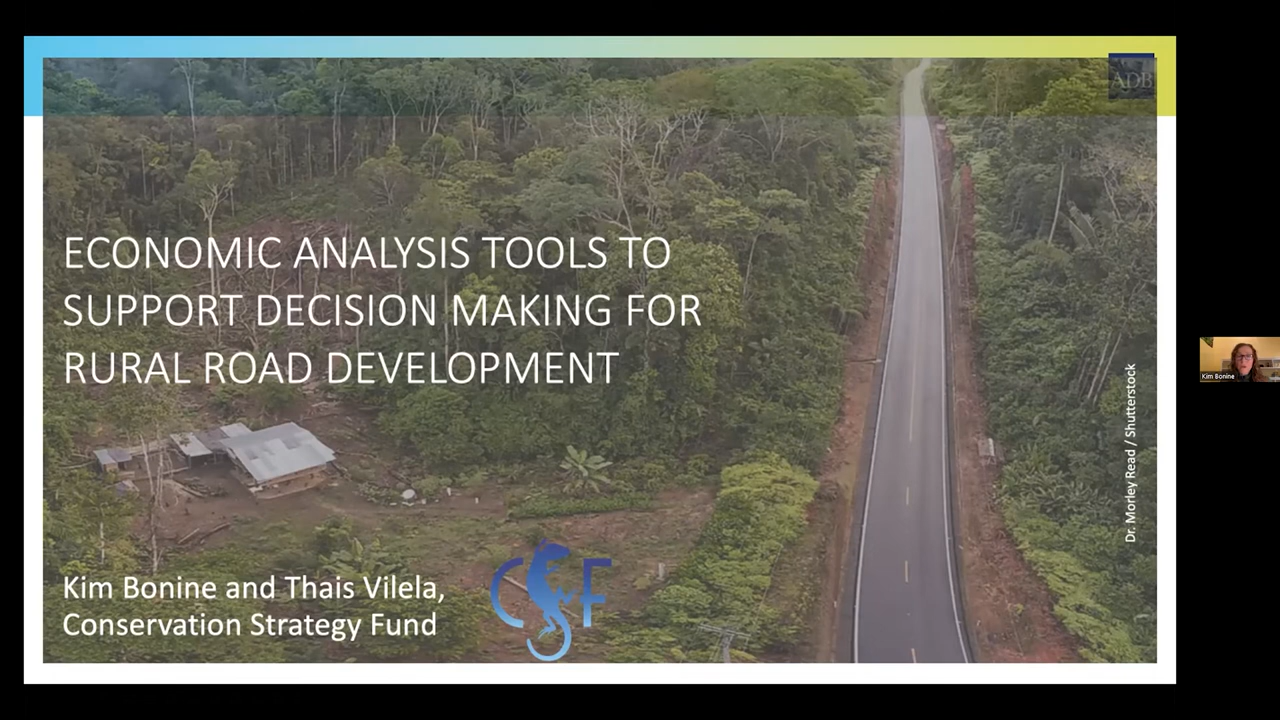 ADB
ECONOMIC ANALYSIS TOOLS TO
SUPPORT DECISION MAKING FOR
RURAL ROAD DEVELOPMENT
Dr. Morley Read / Shutterstock
Kim Bonine
Kim Bonine and Thais Vilela,
Conservation Strategy Fund
CSF